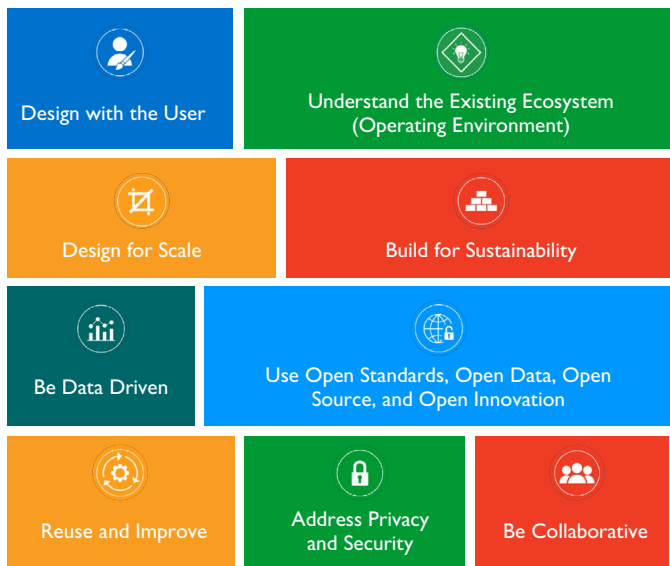 Design with the User
Understand the Existing Ecosystem
(Operating Environment)
Design for Scale
Build for Sustainability
Be Data Driven
Use Open Standards, Open Data, Open
Source, and Open Innovation
Reuse and Improve
Address Privacy
and Security
Be Collaborative